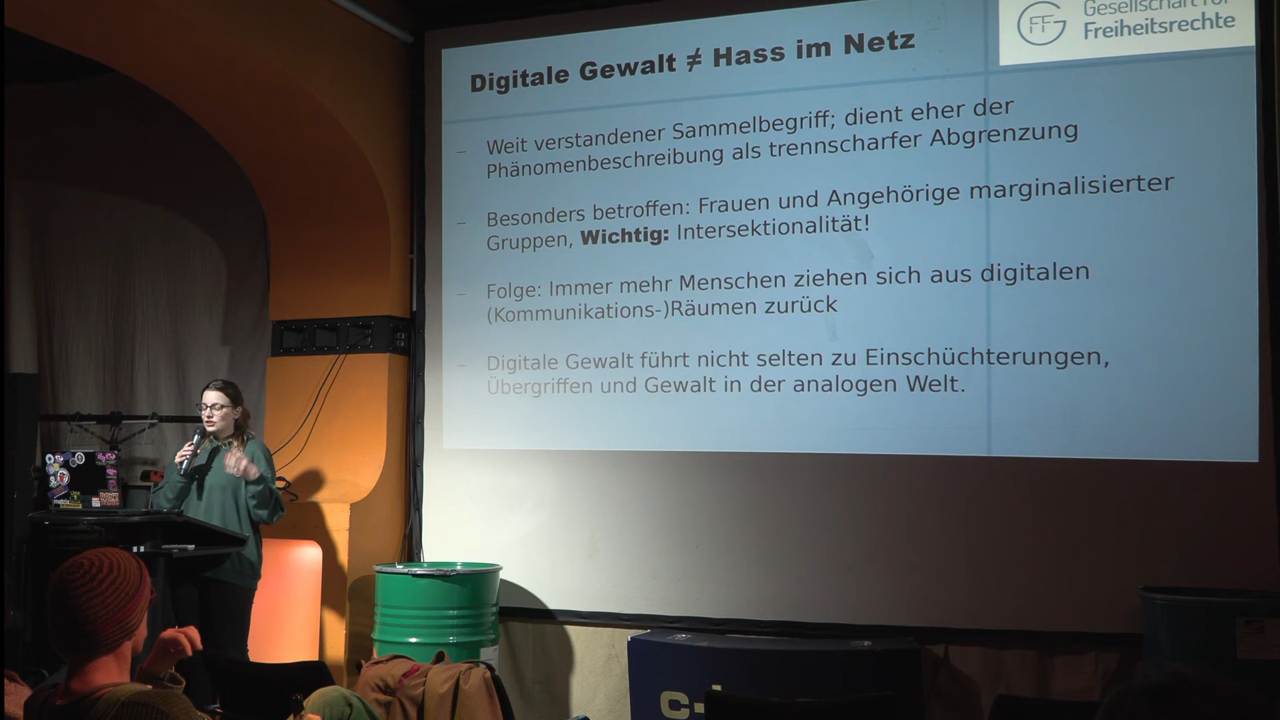 Gesellschaft für
Freiheitsrechte
GFF
Digitale Gewalt ≠ Hass im Netz
– Weit verstandener Sammelbegriff; dient eher der
Phänomenbeschreibung als trennscharfer Abgrenzung
– Besonders betroffen: Frauen und Angehörige marginalisierter
Gruppen, Wichtig: Intersektionalität!
– Folge: Immer mehr Menschen ziehen sich aus digitalen
(Kommunikations-)Räumen zurück
– Digitale Gewalt führt nicht selten zu Einschüchterungen,
Übergriffen und Gewalt in der analogen Welt.